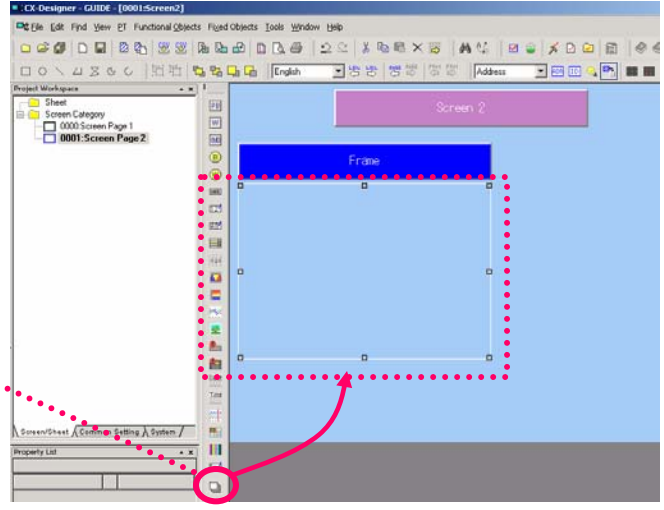 CX-Designer - GUIDE - [0001:Screen2]
File Edit Find View PT Functional Objects Fixed Objects Tools Window Help
English
Address
Project Workspace
Sheet
Screen Category
0000:Screen Page 1
0001:Screen Page 2
Screen 2
Frame
Screen/Sheet Common Setting System
Property List